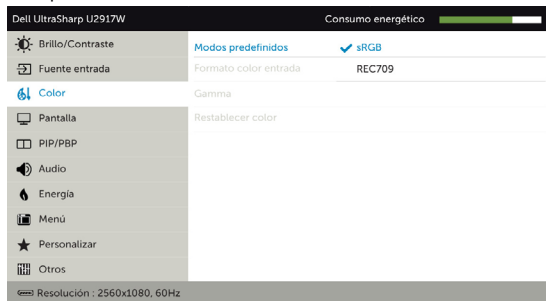 Dell UltraSharp U2917W Consumo energético
Brillo/Contraste Modos predefinidos sRGB
Fuente entrada Formato color entrada REC709
Color Gamma
Pantalla Restablecer color
PIP/PBP
Audio
Energía
Menú
Personalizar
Otros
Resolución : 2560x1080, 60Hz